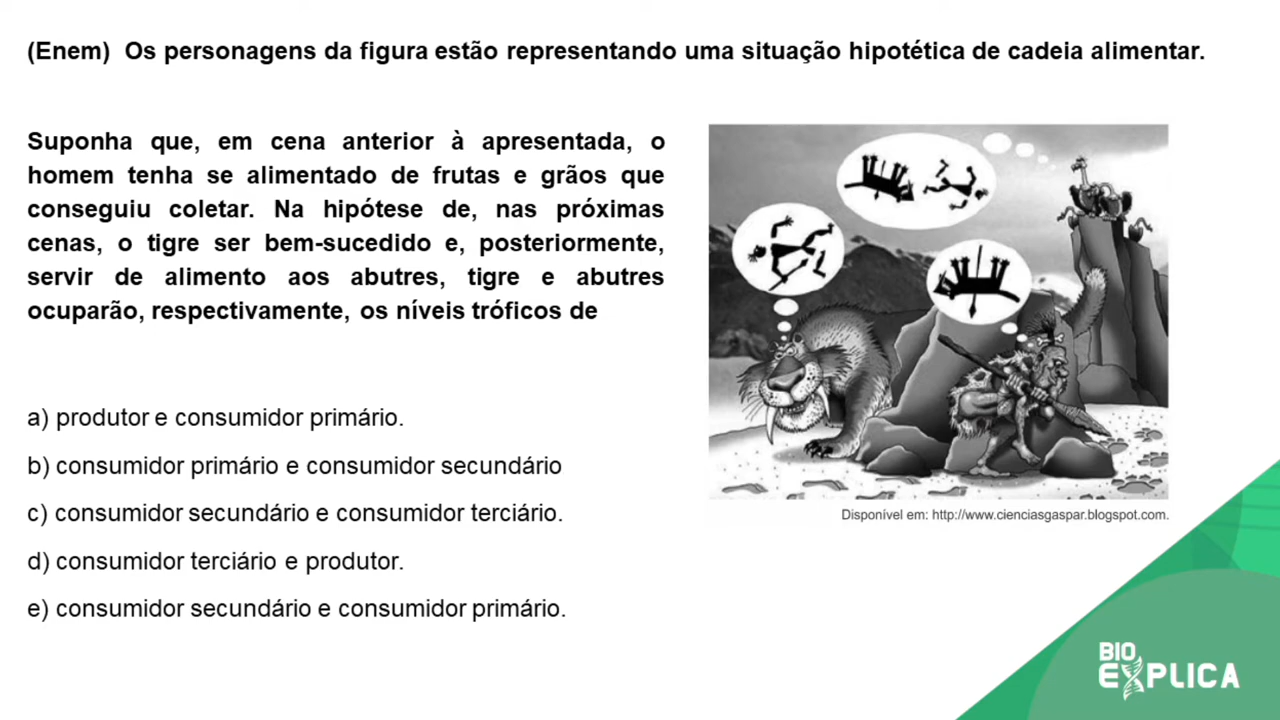 (Enem) Os personagens da figura estão representando uma situação hipotética de cadeia alimentar.
Suponha que, em cena anterior à apresentada, o
homem tenha se alimentado de frutas e grãos que
conseguiu coletar. Na hipótese de, nas próximas
cenas, o tigre ser bem-sucedido e, posteriormente,
servir de alimento aos abutres, tigre e abutres
ocuparão, respectivamente, os níveis tróficos de
a) produtor e consumidor primário.
b) consumidor primário e consumidor secundário
c) consumidor secundário e consumidor terciário.
d) consumidor terciário e produtor.
e) consumidor secundário e consumidor primário.
Disponível em: http://www.cienciasgaspar.blogspot.com.
BIO
EXPLICA